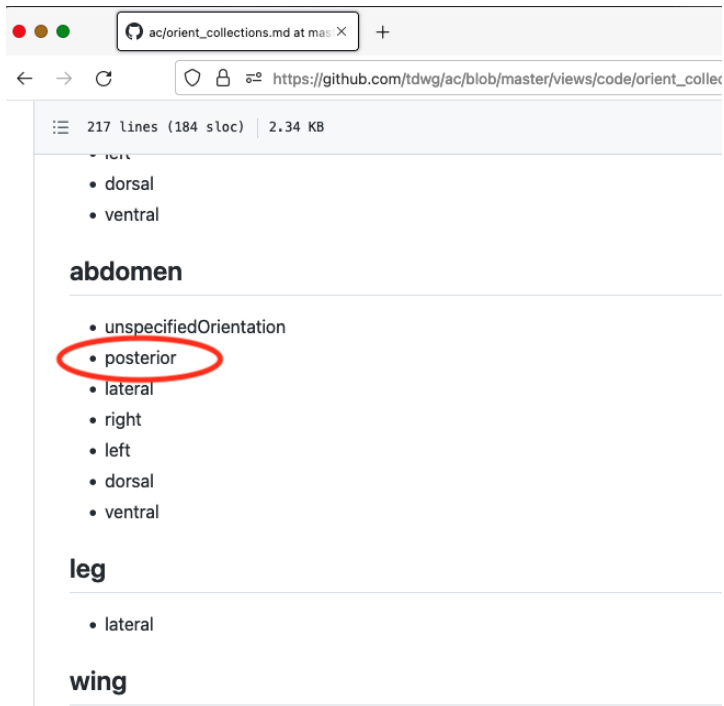 ac/orient_collections.md at mas
https://github.com/tdwg/ac/blob/master/views/code/orient_collec
217 lines (184 sloc) 2.34 KB
left
dorsal
ventral
abdomen
unspecifiedOrientation
posterior
lateral
right
left
dorsal
ventral
leg
lateral
wing